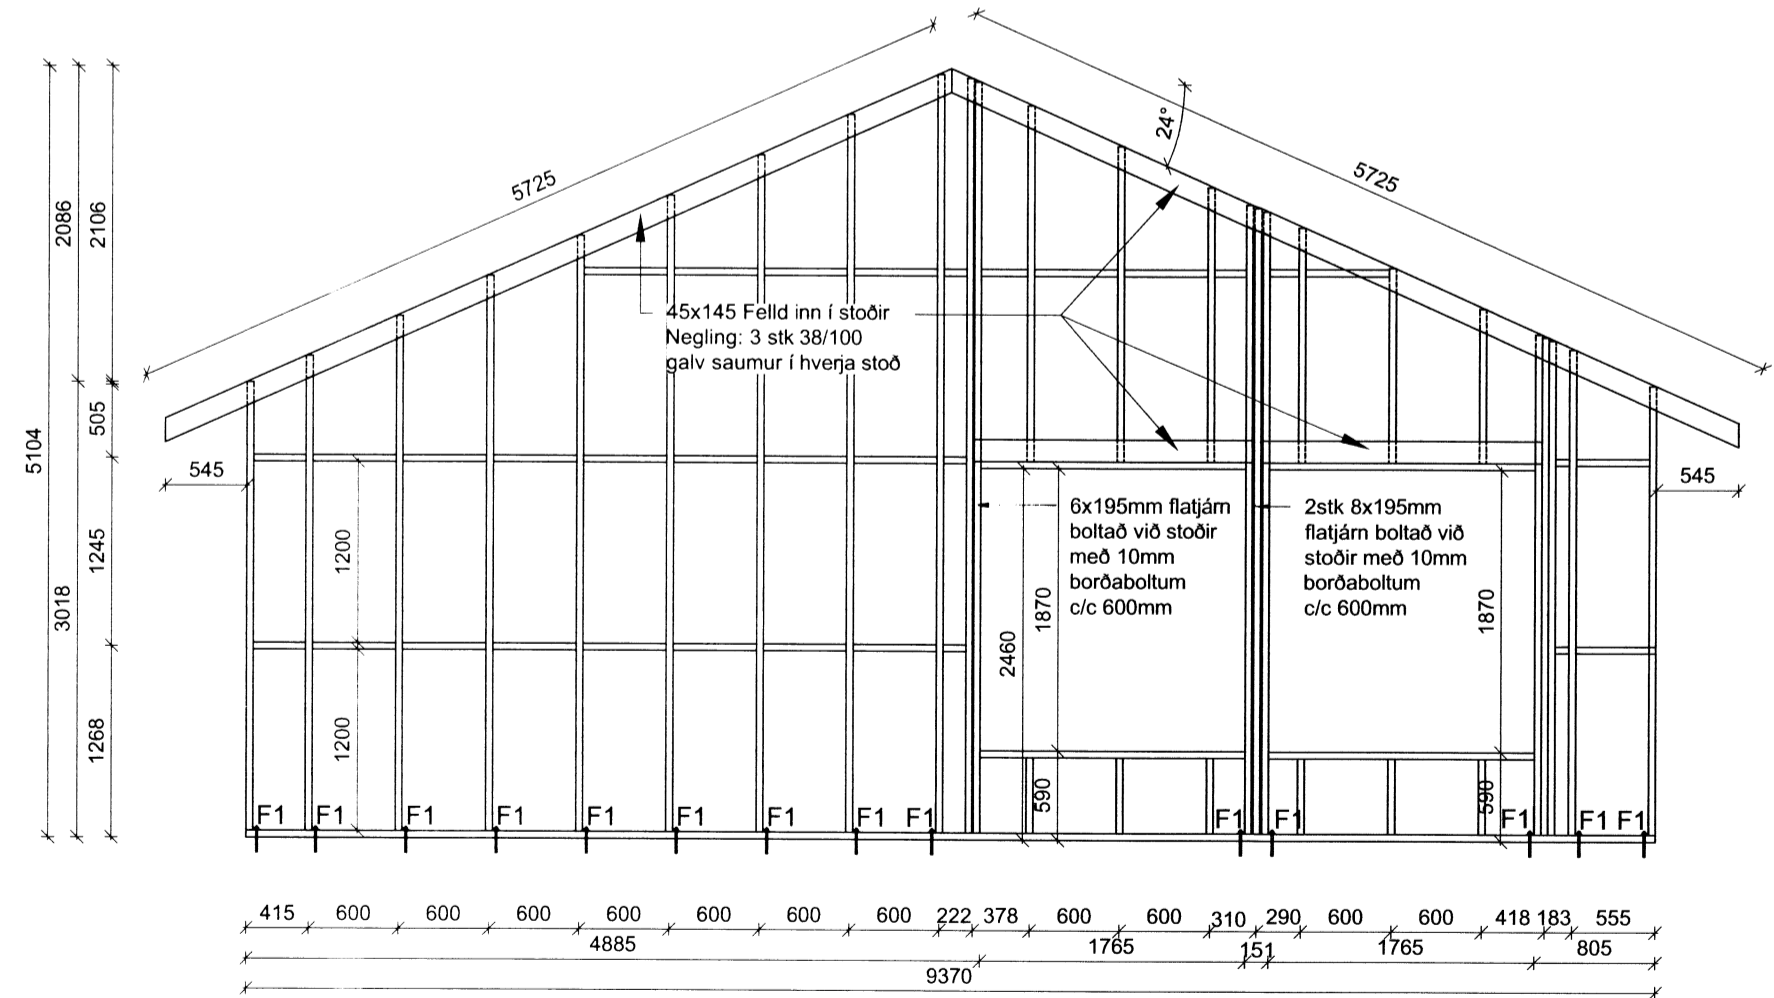 5725
5725
24°
2086
2106
5104
3018
505
1245
1268
545
545
45x145 Felld inn í stoðir
Negling: 3 stk 38/100
galv saumur í hverja stoð
6x195mm flatjárn
boltað við stoðir
með 10mm
borðaboltum
c/c 600mm
2stk 8x195mm
flatjárn boltað við
stoðir með 10mm
borðaboltum
c/c 600mm
1200
1200
2460
1870
590
1870
590
F1 F1 F1 F1 F1 F1 F1 F1 F1 F1 F1 F1 F1 F1
415 600 600 600 600 600 600 600 222 378 600 600 310 290 600 600 418 183 555
4885 1765 151 1765 805
9370